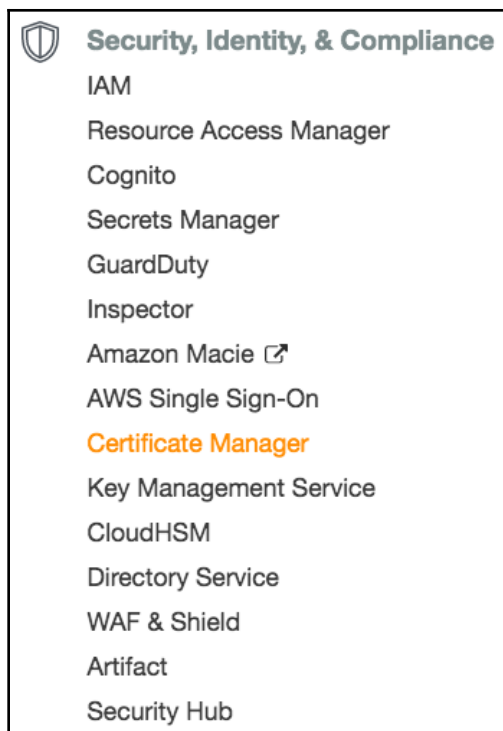 Security, Identity, & Compliance
IAM
Resource Access Manager
Cognito
Secrets Manager
GuardDuty
Inspector
Amazon Macie
AWS Single Sign-On
Certificate Manager
Key Management Service
CloudHSM
Directory Service
WAF & Shield
Artifact
Security Hub